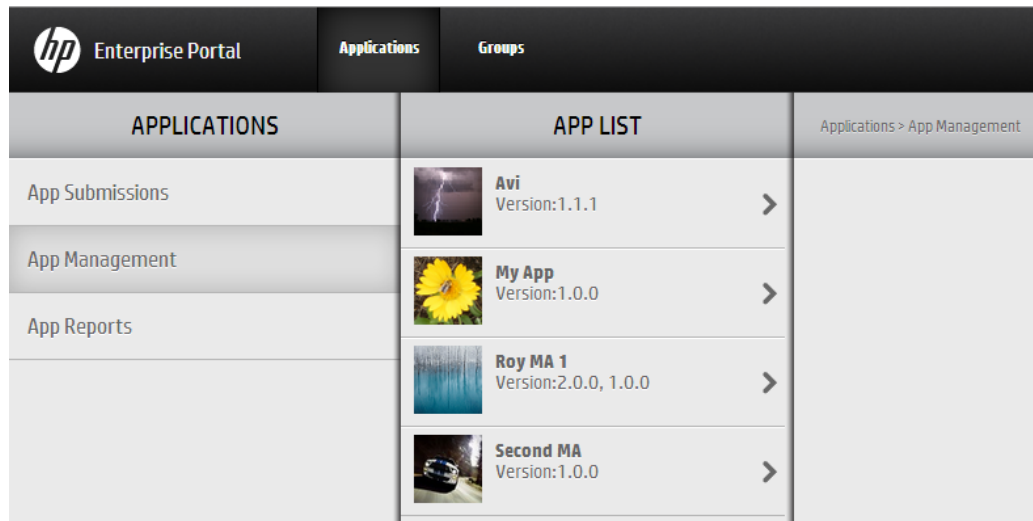 hp Enterprise Portal
Applications
Groups
APPLICATIONS
App Submissions
App Management
App Reports
APP LIST
Avi
Version:1.1.1
My App
Version:1.0.0
Roy MA 1
Version:2.0.0, 1.0.0
Second MA
Version:1.0.0
Applications > App Management